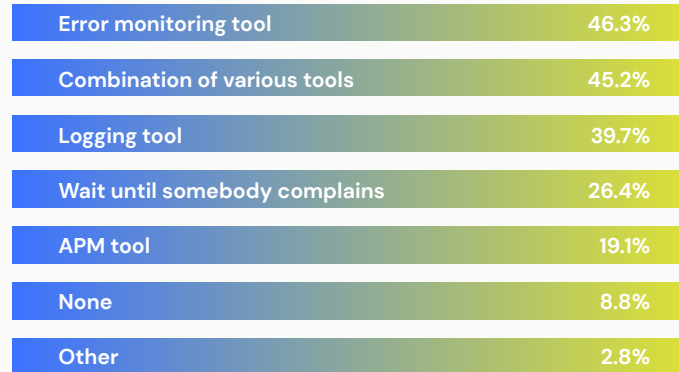 Error monitoring tool 46.3%
Combination of various tools 45.2%
Logging tool 39.7%
Wait until somebody complains 26.4%
APM tool 19.1%
None 8.8%
Other 2.8%